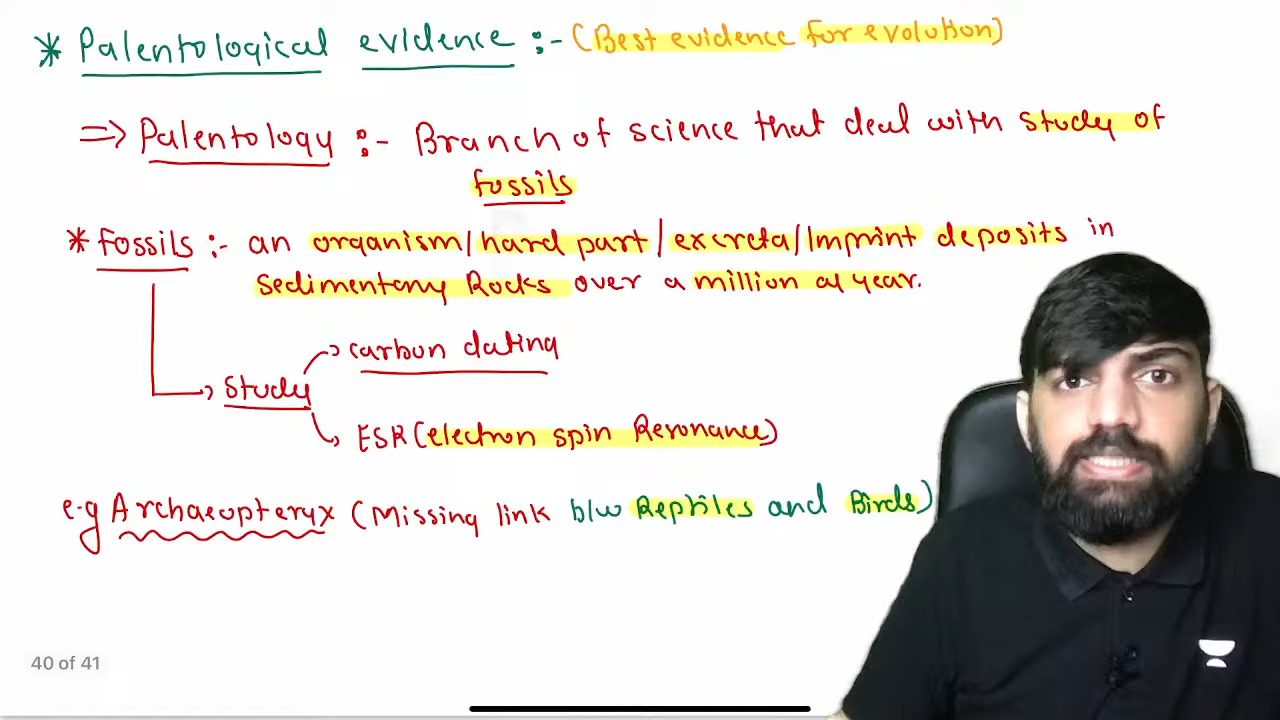 * Palentological evidence :- (Best evidence for evolution)
⇒ Palentology :- Branch of science that deal with study of
fossils
* Fossils :- an organism/hard part/excreta/Imprint deposits in
sedimentary Rocks over a million of year.
carbon dating
study
ESR (electron spin Resonance)
e.g Archaeopteryx (Missing link b/w Reptiles and Birds)
40 of 41